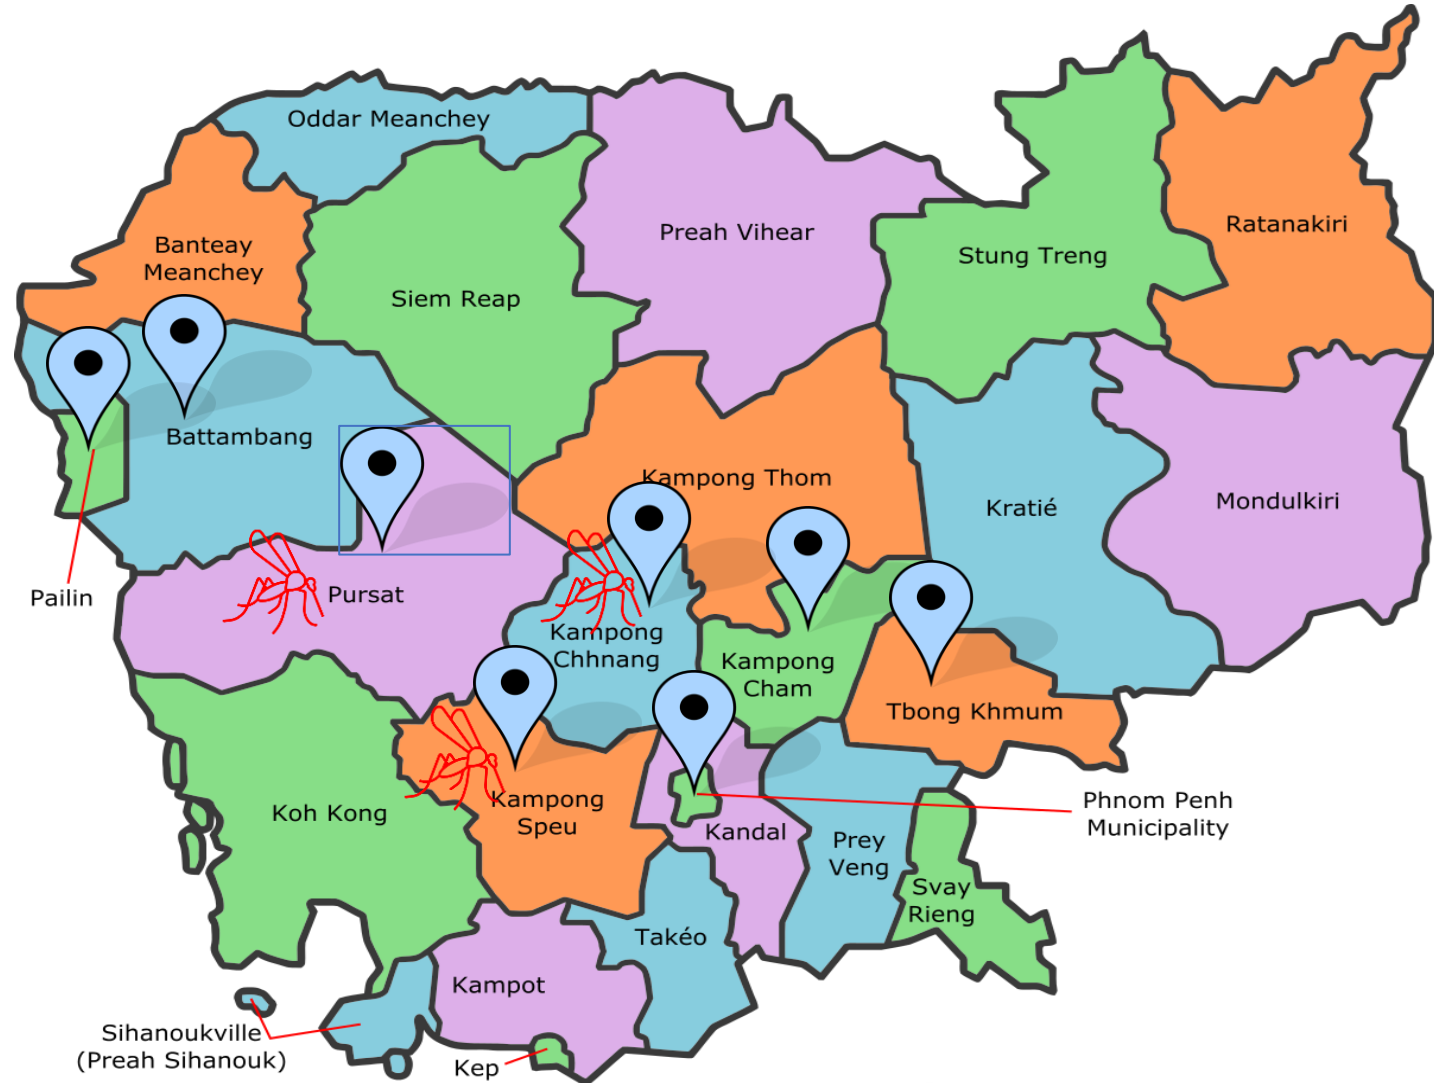 Oddar Meanchey
Banteay
Meanchey
Preah Vihear
Stung Treng
Ratanakiri
Siem Reap
Battambang
Kampong Thom
Kratié
Mondulkiri
Pailin
Pursat
Kampong
Chhnang
Kampong
Cham
Tbong Khmum
Koh Kong
Kampong
Speu
Kandal
Prey
Veng
Phnom Penh
Municipality
Svay
Rieng
Takéo
Kampot
Sihanoukville
(Preah Sihanouk)
Kep